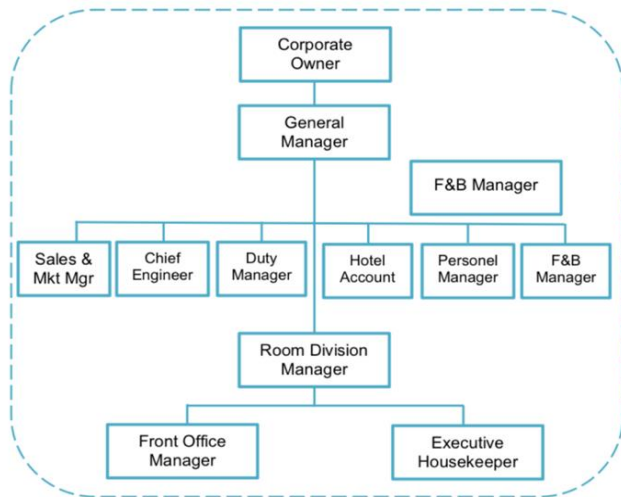 Corporate
Owner
General
Manager
F&B Manager
Sales &
Mkt Mgr
Chief
Engineer
Duty
Manager
Hotel
Account
Personel
Manager
F&B
Manager
Room Division
Manager
Front Office
Manager
Executive
Housekeeper